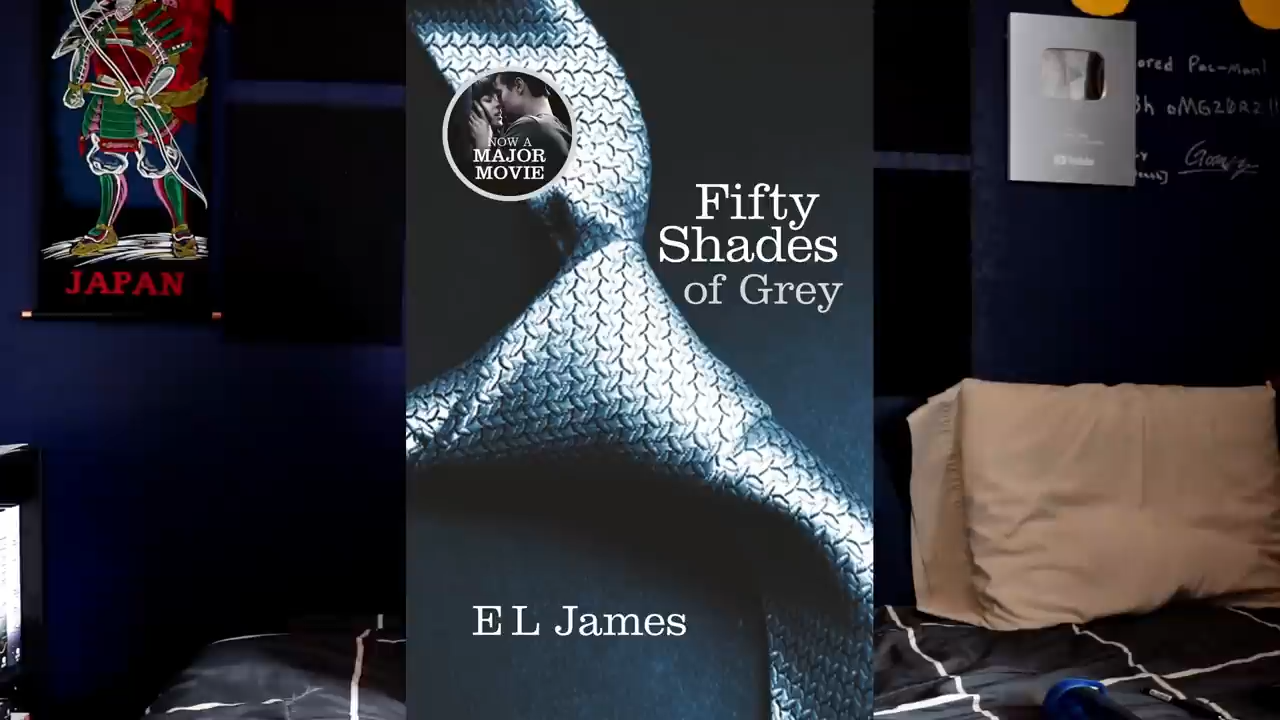 JAPAN
NOW A
MAJOR
MOVIE
Fifty
Shades
of Grey
E L James
ored Pac-Man!